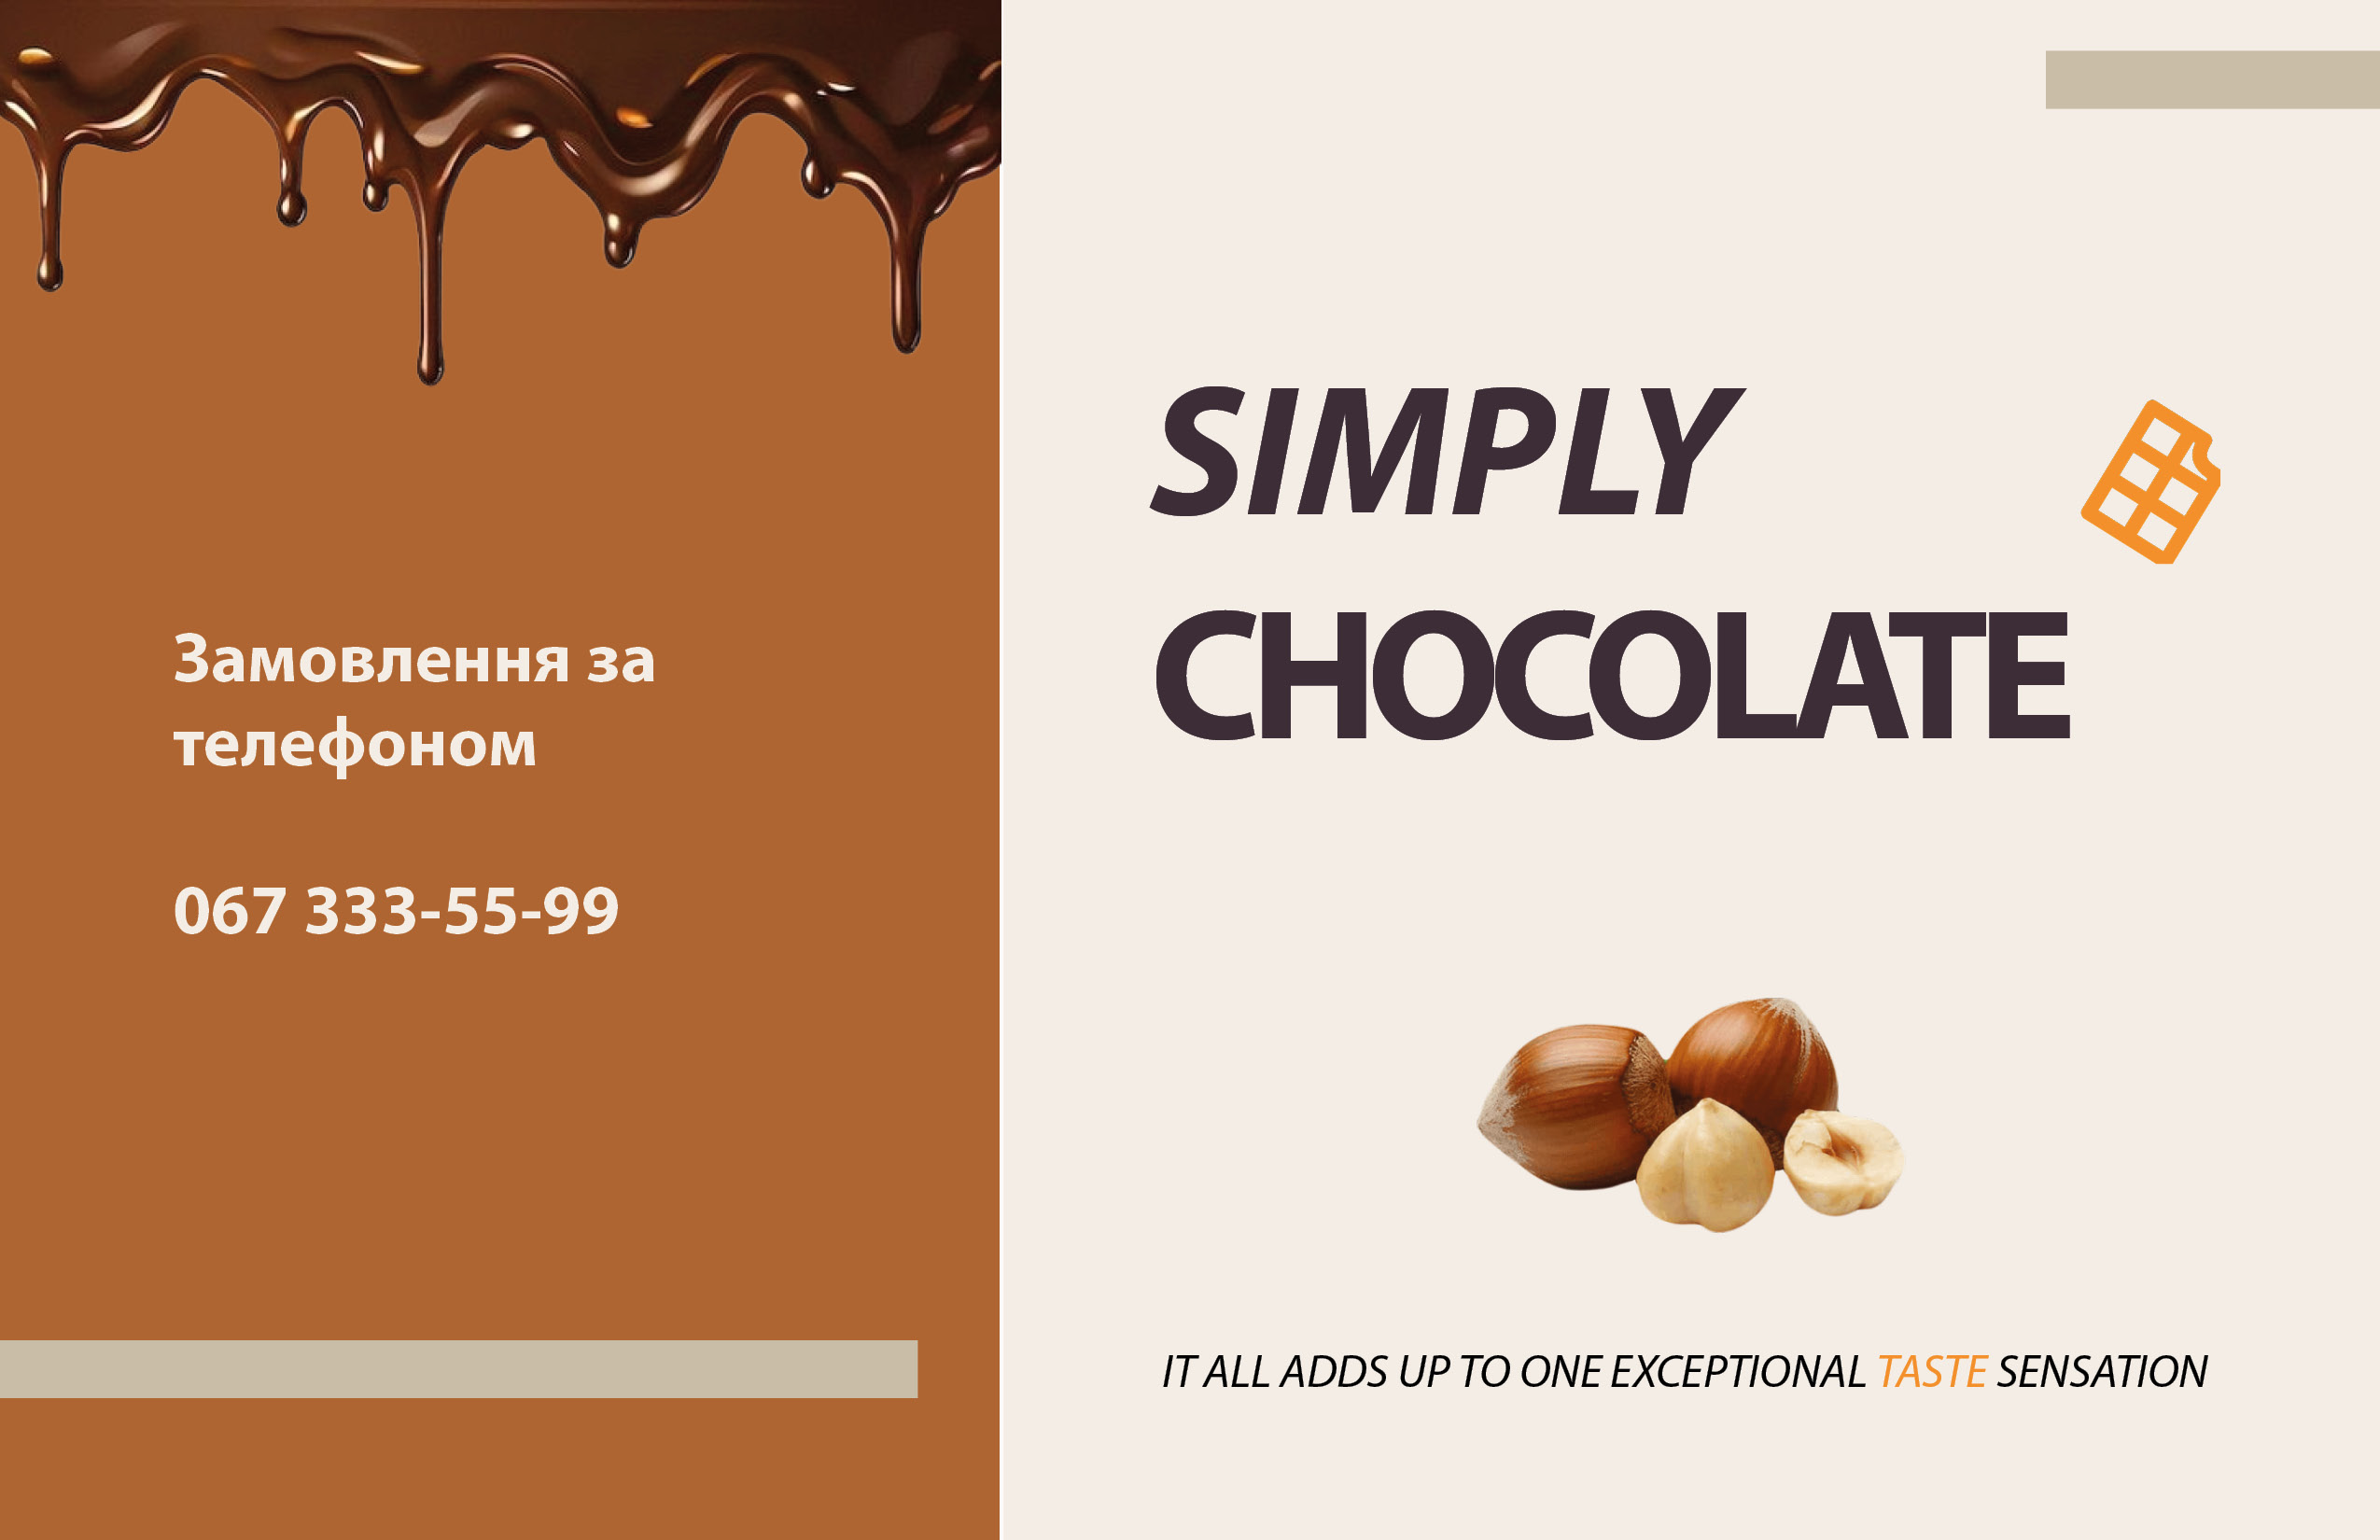 Замовлення за
телефоном
067 333-55-99
SIMPLY
CHOCOLATE
IT ALL ADDS UP TO ONE EXCEPTIONAL TASTE SENSATION